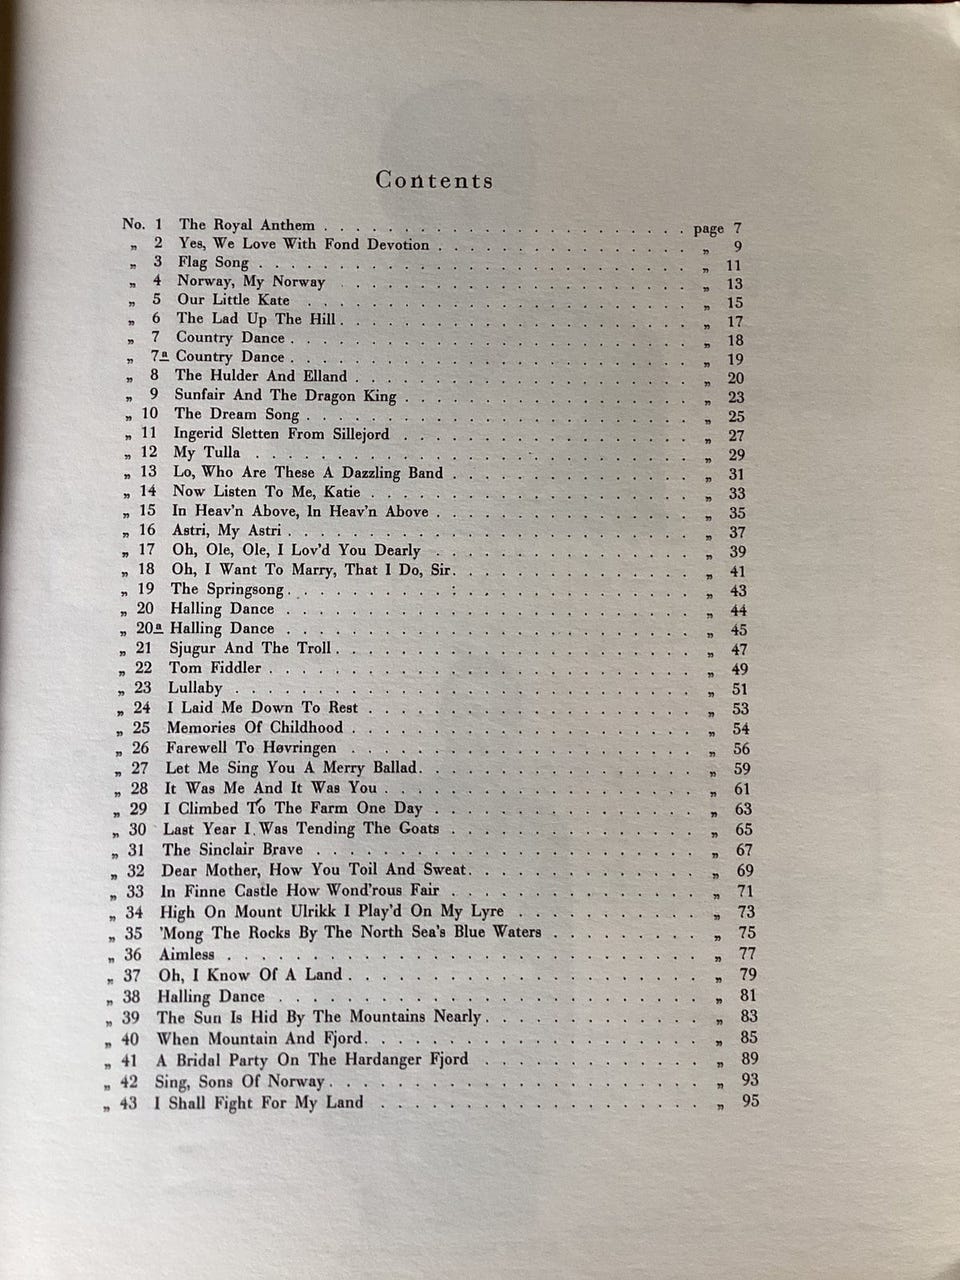 Contents
No. 1 The Royal Anthem . . . . . . . . . . . . . . . . . . . . . . page 7
„ 2 Yes, We Love With Fond Devotion . . . . . . . . . . . . . . . „ 9
„ 3 Flag Song . . . . . . . . . . . . . . . . . . . . . . . . . . „ 11
„ 4 Norway, My Norway . . . . . . . . . . . . . . . . . . . . . „ 13
„ 5 Our Little Kate . . . . . . . . . . . . . . . . . . . . . . . „ 15
„ 6 The Lad Up The Hill . . . . . . . . . . . . . . . . . . . . . „ 17
„ 7 Country Dance . . . . . . . . . . . . . . . . . . . . . . . . „ 18
„ 7a Country Dance . . . . . . . . . . . . . . . . . . . . . . . . „ 19
„ 8 The Hulder And Elland . . . . . . . . . . . . . . . . . . . . „ 20
„ 9 Sunfair And The Dragon King . . . . . . . . . . . . . . . . . „ 23
„ 10 The Dream Song . . . . . . . . . . . . . . . . . . . . . . . „ 25
„ 11 Ingerid Sletten From Sillejord . . . . . . . . . . . . . . . . . „ 27
„ 12 My Tulla . . . . . . . . . . . . . . . . . . . . . . . . . . „ 29
„ 13 Lo, Who Are These A Dazzling Band . . . . . . . . . . . . . . „ 31
„ 14 Now Listen To Me, Katie . . . . . . . . . . . . . . . . . . . „ 33
„ 15 In Heav'n Above, In Heav'n Above . . . . . . . . . . . . . . . „ 35
„ 16 Astri, My Astri . . . . . . . . . . . . . . . . . . . . . . . . „ 37
„ 17 Oh, Ole, Ole, I Lov'd You Dearly . . . . . . . . . . . . . . . „ 39
„ 18 Oh, I Want To Marry, That I Do, Sir . . . . . . . . . . . . . . „ 41
„ 19 The Springsong . . . . . . . . . . . . . . . . . . . . . . . . „ 43
„ 20 Halling Dance . . . . . . . . . . . . . . . . . . . . . . . . „ 44
„ 20a Halling Dance . . . . . . . . . . . . . . . . . . . . . . . . „ 45
„ 21 Sjugur And The Troll . . . . . . . . . . . . . . . . . . . . . „ 47
„ 22 Tom Fiddler . . . . . . . . . . . . . . . . . . . . . . . . . „ 49
„ 23 Lullaby . . . . . . . . . . . . . . . . . . . . . . . . . . . „ 51
„ 24 I Laid Me Down To Rest . . . . . . . . . . . . . . . . . . . „ 53
„ 25 Memories Of Childhood . . . . . . . . . . . . . . . . . . . . „ 54
„ 26 Farewell To Høvringen . . . . . . . . . . . . . . . . . . . . „ 56
„ 27 Let Me Sing You A Merry Ballad . . . . . . . . . . . . . . . . „ 59
„ 28 It Was Me And It Was You . . . . . . . . . . . . . . . . . . „ 61
„ 29 I Climbed To The Farm One Day . . . . . . . . . . . . . . . . „ 63
„ 30 Last Year I Was Tending The Goats . . . . . . . . . . . . . . . „ 65
„ 31 The Sinclair Brave . . . . . . . . . . . . . . . . . . . . . . „ 67
„ 32 Dear Mother, How You Toil And Sweat . . . . . . . . . . . . . . „ 69
„ 33 In Finne Castle How Wond'rous Fair . . . . . . . . . . . . . . . „ 71
„ 34 High On Mount Ulrikk I Play'd On My Lyre . . . . . . . . . . . „ 73
„ 35 'Mong The Rocks By The North Sea's Blue Waters . . . . . . . . . „ 75
„ 36 Aimless . . . . . . . . . . . . . . . . . . . . . . . . . . . „ 77
„ 37 Oh, I Know Of A Land . . . . . . . . . . . . . . . . . . . . „ 79
„ 38 Halling Dance . . . . . . . . . . . . . . . . . . . . . . . . „ 81
„ 39 The Sun Is Hid By The Mountains Nearly . . . . . . . . . . . . . „ 83
„ 40 When Mountain And Fjord . . . . . . . . . . . . . . . . . . . „ 85
„ 41 A Bridal Party On The Hardanger Fjord . . . . . . . . . . . . . „ 89
„ 42 Sing, Sons Of Norway . . . . . . . . . . . . . . . . . . . . . „ 93
„ 43 I Shall Fight For My Land . . . . . . . . . . . . . . . . . . „ 95